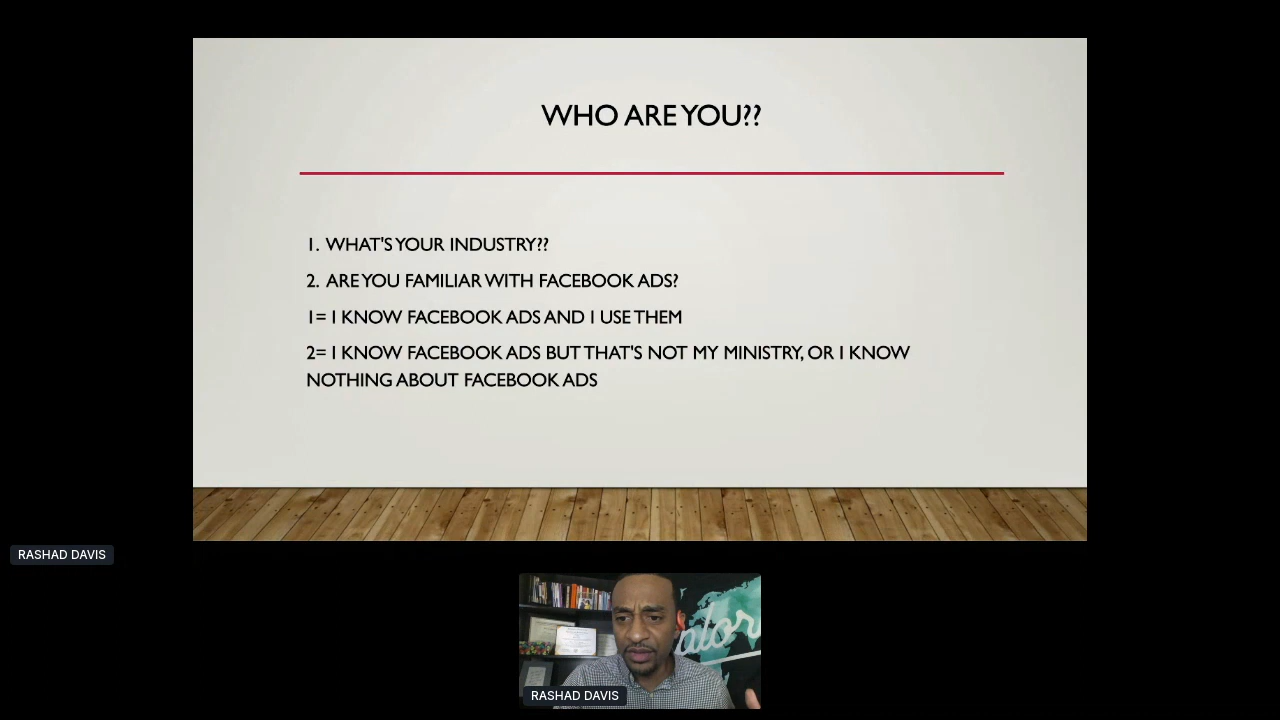 WHO ARE YOU??
1. WHAT'S YOUR INDUSTRY??
2. ARE YOU FAMILIAR WITH FACEBOOK ADS?
1= I KNOW FACEBOOK ADS AND I USE THEM
2= I KNOW FACEBOOK ADS BUT THAT'S NOT MY MINISTRY, OR I KNOW
NOTHING ABOUT FACEBOOK ADS
RASHAD DAVIS
RASHAD DAVIS